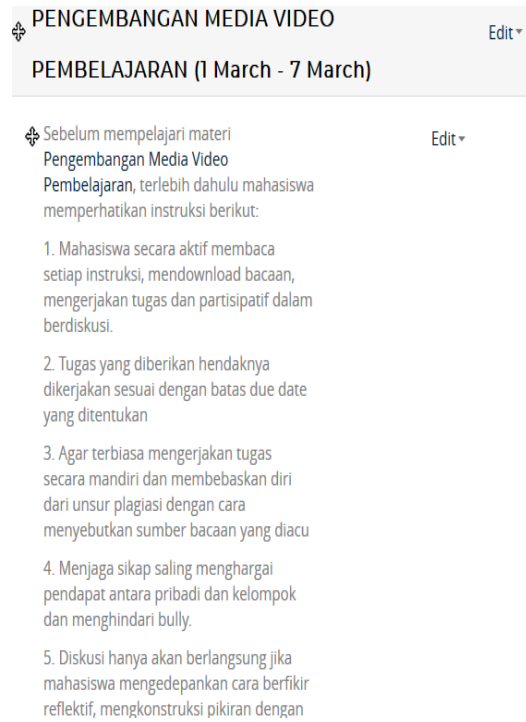 PENGEMBANGAN MEDIA VIDEO
Edit
PEMBELAJARAN (1 March - 7 March)
Sebelum mempelajari materi
Edit
Pengembangan Media Video
Pembelajaran, terlebih dahulu mahasiswa
memperhatikan instruksi berikut:
1. Mahasiswa secara aktif membaca
setiap instruksi, mendownload bacaan,
mengerjakan tugas dan partisipatif dalam
berdiskusi.
2. Tugas yang diberikan hendaknya
dikerjakan sesuai dengan batas due date
yang ditentukan
3. Agar terbiasa mengerjakan tugas
secara mandiri dan membebaskan diri
dari unsur plagiasi dengan cara
menyebutkan sumber bacaan yang diacu
4. Menjaga sikap saling menghargai
pendapat antara pribadi dan kelompok
dan menghindari bully.
5. Diskusi hanya akan berlangsung jika
mahasiswa mengedepankan cara berfikir
reflektif, mengkonstruksi pikiran dengan